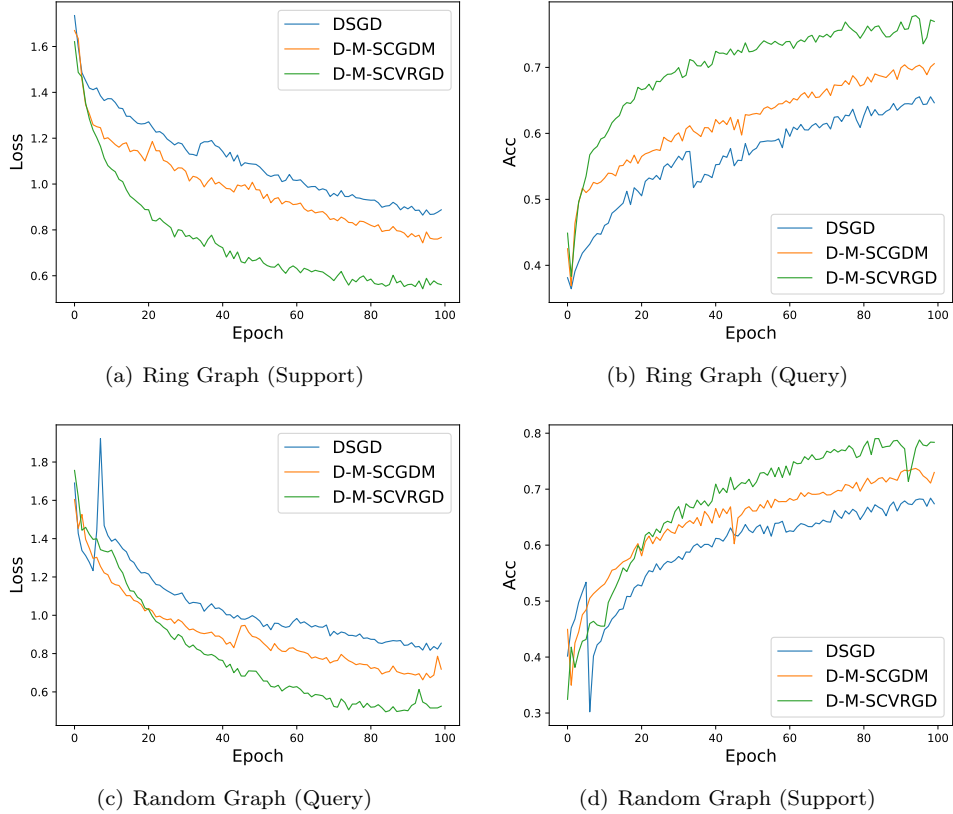 1.6
1.4
1.2
1.0
0.8
0.6
Loss
0 20 40 60 80 100
Epoch
DSGD
D-M-SCGDM
D-M-SCVRGD
(a) Ring Graph (Support)
0.7
0.6
0.5
0.4
Acc
0 20 40 60 80 100
Epoch
DSGD
D-M-SCGDM
D-M-SCVRGD
(b) Ring Graph (Query)
1.8
1.6
1.4
1.2
1.0
0.8
0.6
Loss
0 20 40 60 80 100
Epoch
DSGD
D-M-SCGDM
D-M-SCVRGD
(c) Random Graph (Query)
0.8
0.7
0.6
0.5
0.4
0.3
Acc
0 20 40 60 80 100
Epoch
DSGD
D-M-SCGDM
D-M-SCVRGD
(d) Random Graph (Support)